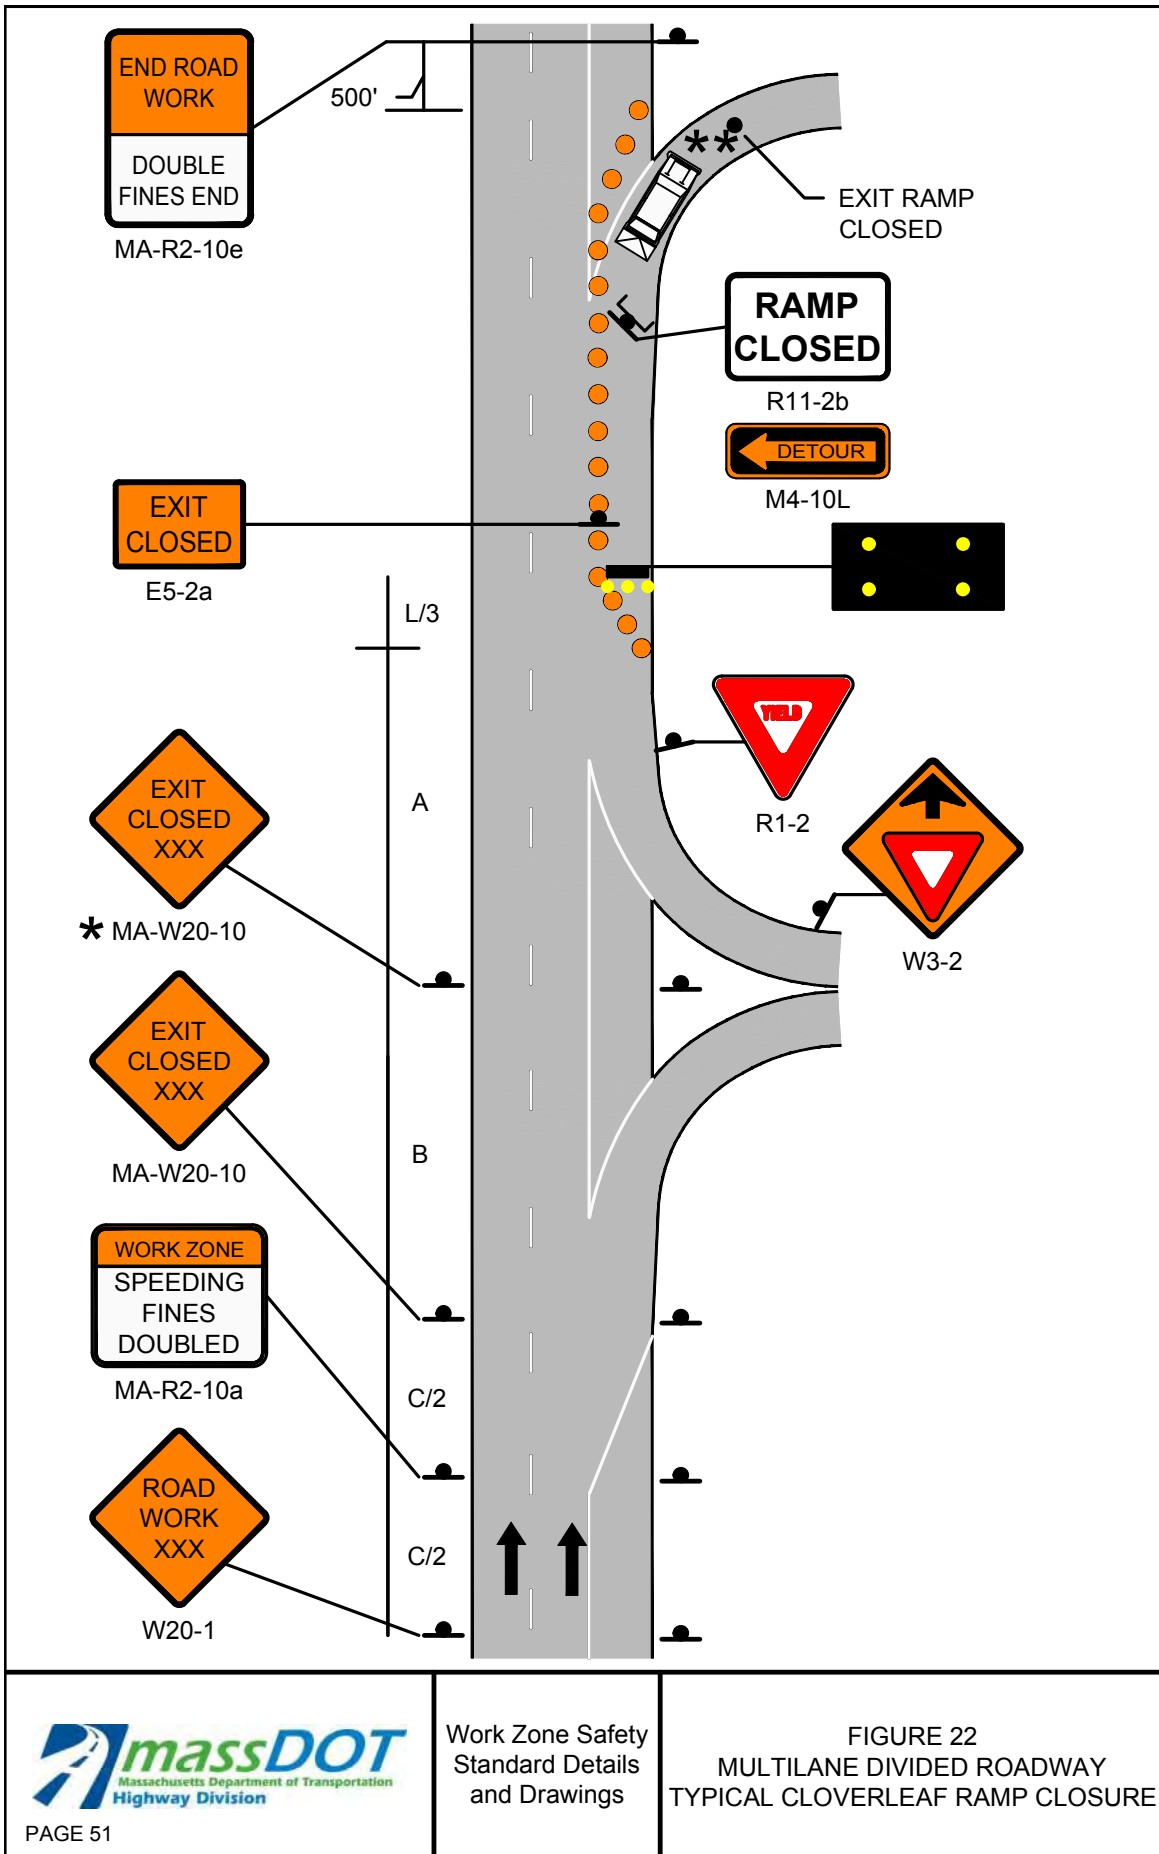 END ROAD
WORK
DOUBLE
FINES END
MA-R2-10e
500'
EXIT RAMP
CLOSED
RAMP
CLOSED
R11-2b
DETOUR
M4-10L
EXIT
CLOSED
E5-2a
L/3
YIELD
R1-2
A
EXIT
CLOSED
XXX
* MA-W20-10
W3-2
EXIT
CLOSED
XXX
MA-W20-10
B
WORK ZONE
SPEEDING
FINES
DOUBLED
MA-R2-10a
C/2
ROAD
WORK
XXX
W20-1
C/2
* *
massDOT
Massachusetts Department of Transportation
Highway Division
PAGE 51
Work Zone Safety
Standard Details
and Drawings
FIGURE 22
MULTILANE DIVIDED ROADWAY
TYPICAL CLOVERLEAF RAMP CLOSURE